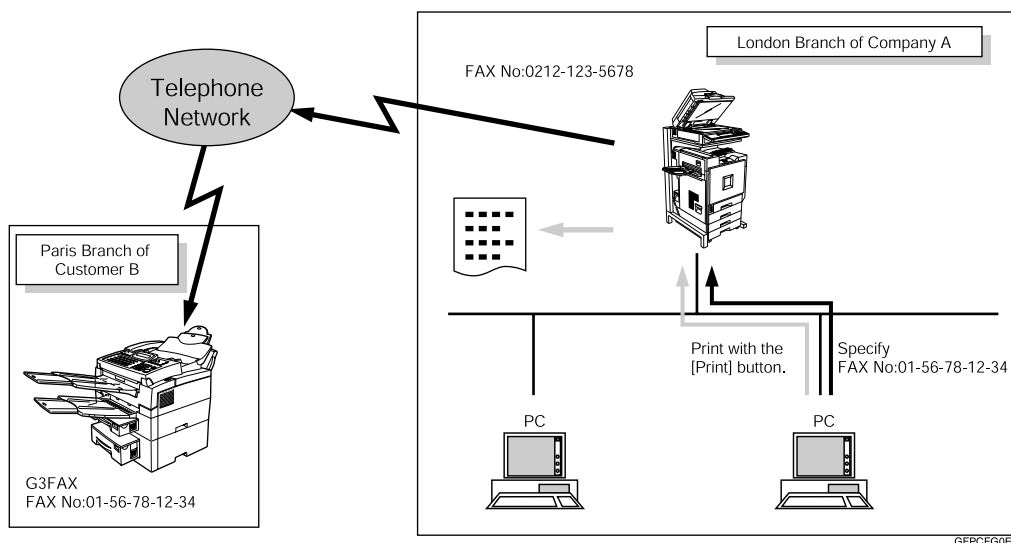 London Branch of Company A
FAX No:0212-123-5678
Telephone
Network
Paris Branch of
Customer B
Print with the
[Print] button.
Specify
FAX No:01-56-78-12-34
PC
PC
G3FAX
FAX No:01-56-78-12-34
GFPCFG0E